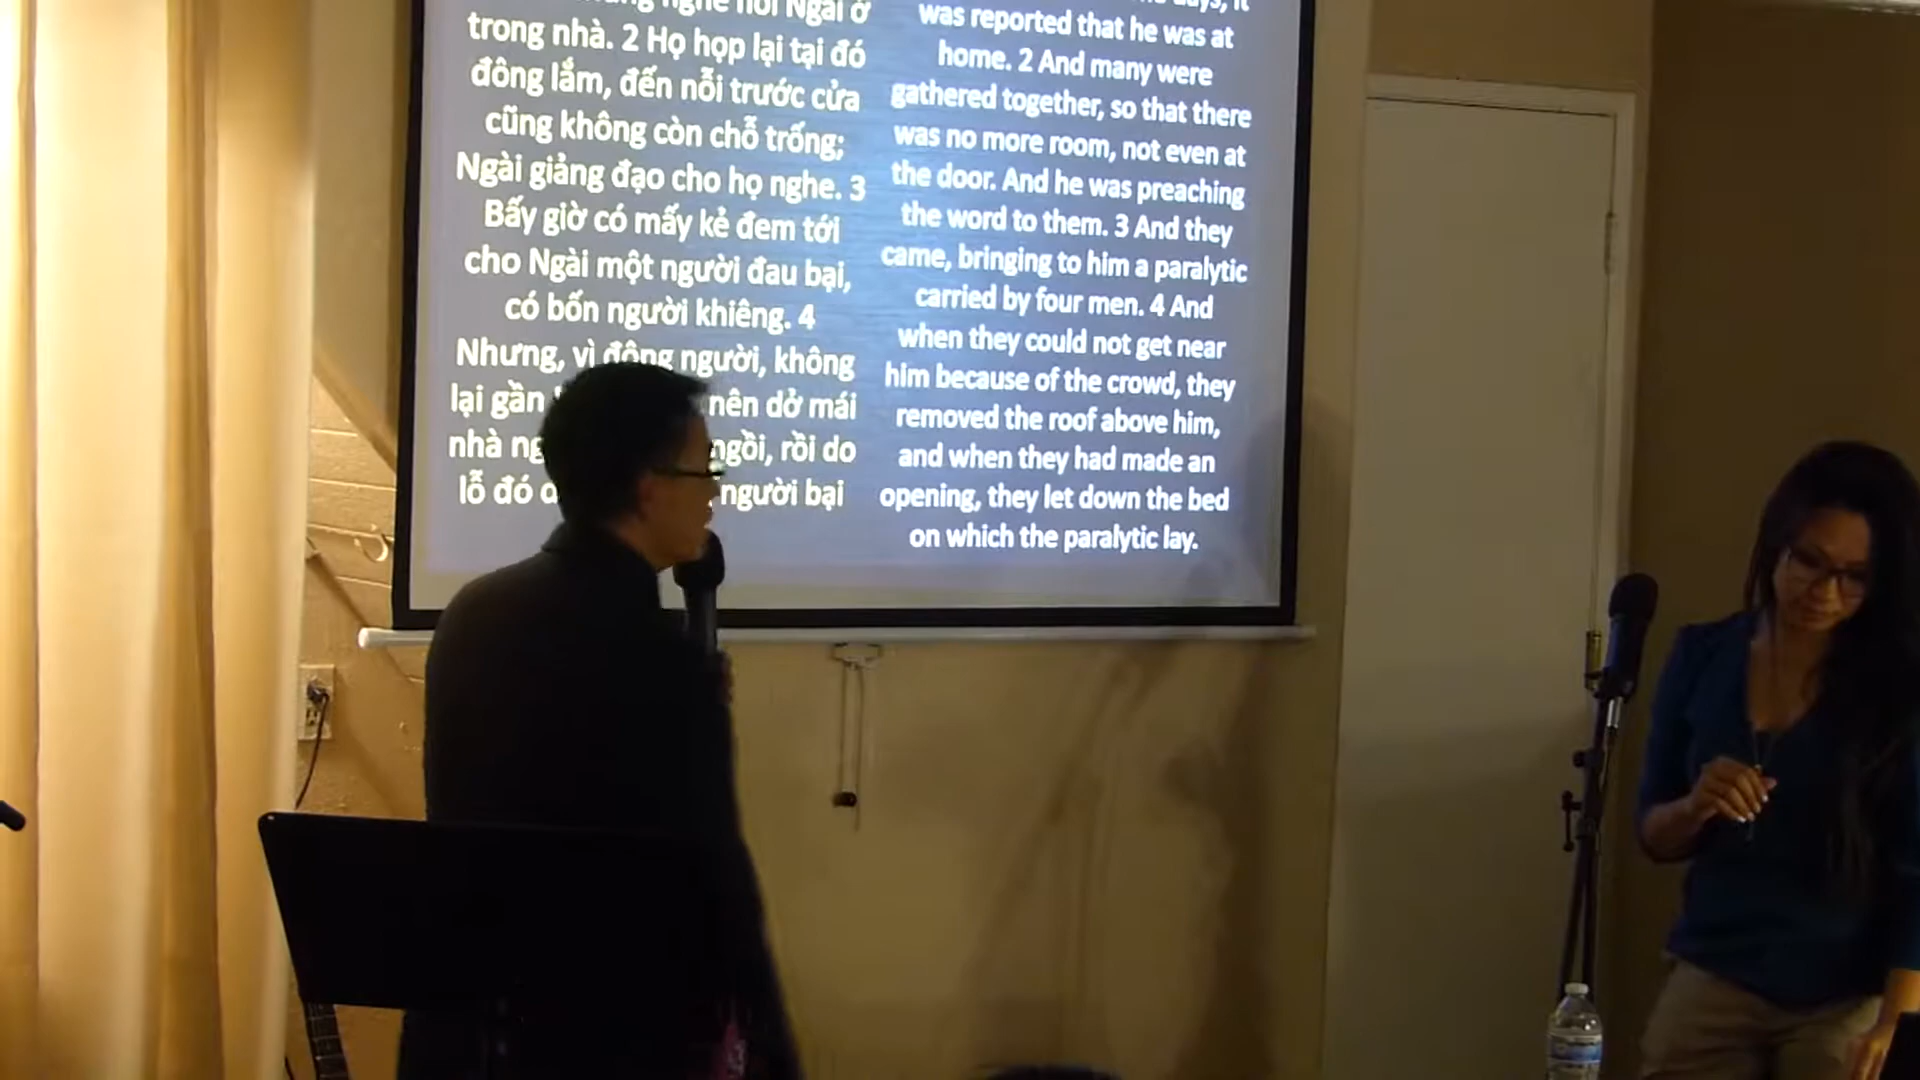 nghe nói Ngài ở
trong nhà. 2 Họ họp lại tại đó
đông lắm, đến nỗi trước cửa
cũng không còn chỗ trống;
Ngài giảng đạo cho họ nghe. 3
Bấy giờ có mấy kẻ đem tới
cho Ngài một người đau bại,
có bốn người khiêng. 4
Nhưng, vì đông người, không
lại gần nên dở mái
nhà ngồi, rồi do
lỗ đó người bại
days, it
was reported that he was at
home. 2 And many were
gathered together, so that there
was no more room, not even at
the door. And he was preaching
the word to them. 3 And they
came, bringing to him a paralytic
carried by four men. 4 And
when they could not get near
him because of the crowd, they
removed the roof above him,
and when they had made an
opening, they let down the bed
on which the paralytic lay.